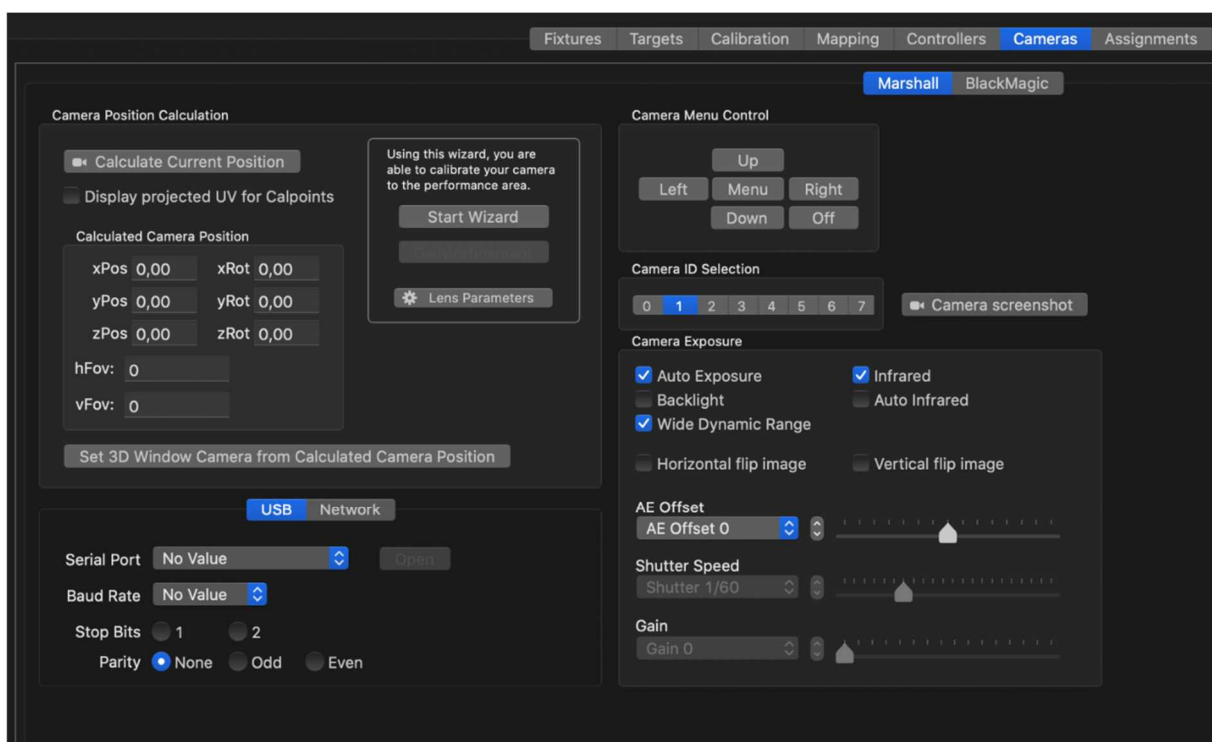 Fixtures Targets Calibration Mapping Controllers Cameras Assignments
Marshall BlackMagic
Camera Position Calculation
Calculate Current Position
Display projected UV for Calpoints
Using this wizard, you are
able to calibrate your camera
to the performance area.
Start Wizard
Lens Parameters
Calculated Camera Position
xPos 0,00 xRot 0,00
yPos 0,00 yRot 0,00
zPos 0,00 zRot 0,00
hFov: 0
vFov: 0
Set 3D Window Camera from Calculated Camera Position
USB Network
Serial Port No Value Open
Baud Rate No Value
Stop Bits 1 2
Parity None Odd Even
Camera Menu Control
Up
Left Menu Right
Down Off
Camera ID Selection
0 1 2 3 4 5 6 7
Camera screenshot
Camera Exposure
Auto Exposure Infrared
Backlight Auto Infrared
Wide Dynamic Range
Horizontal flip image Vertical flip image
AE Offset
AE Offset 0
Shutter Speed
Shutter 1/60
Gain
Gain 0